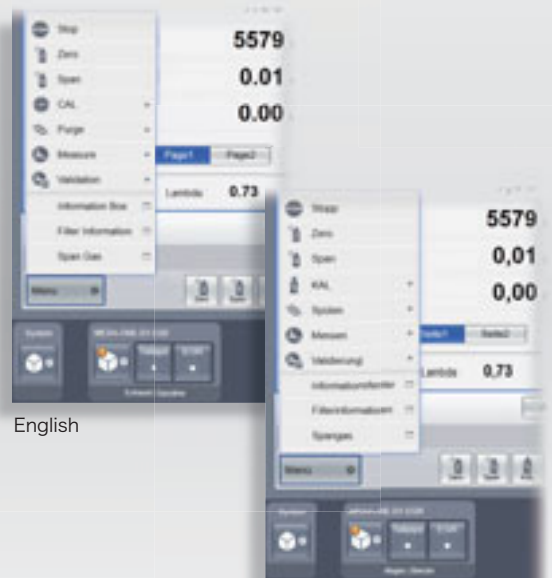 Stop
5579
Zero
Span
0.01
CAL
0.00
Purge
Measure
Page1 Page2
Validation
Lambda 0.73
Information Box
Filter Information
Span Gas
Menu
System
English
Stopp
5579
Zero
Span
0,01
KAL
0,00
Spülen
Messen
Seite1 Seite2
Validierung
Lambda 0,73
Informationsfenster
Filterinformationen
Spangas
Menu
System